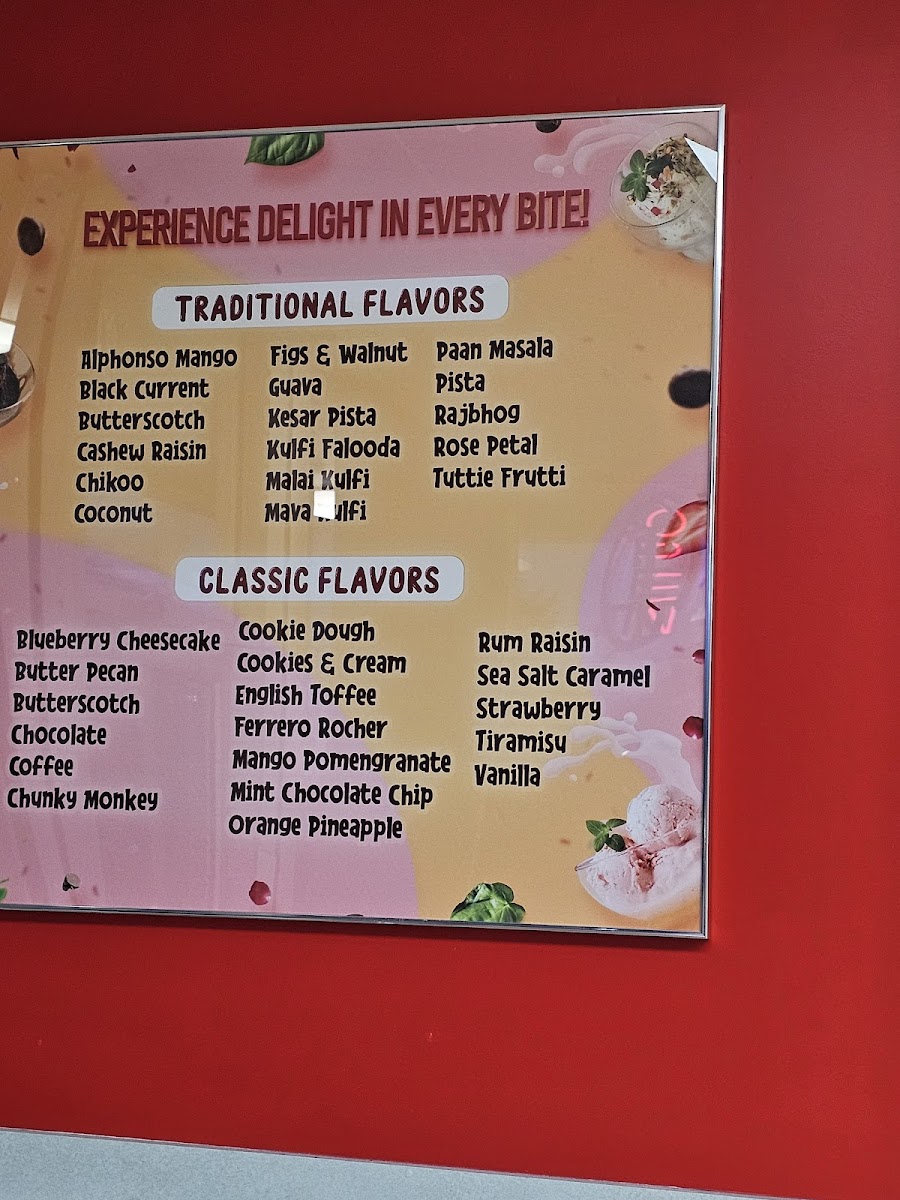 EXPERIENCE DELIGHT IN EVERY BITE!
TRADITIONAL FLAVORS
Alphonso Mango
Black Current
Butterscotch
Cashew Raisin
Chikoo
Coconut
Figs & Walnut
Guava
Kesar Pista
Kulfi Falooda
Malai Kulfi
Mava Kulfi
Paan Masala
Pista
Rajbhog
Rose Petal
Tuttie Frutti
CLASSIC FLAVORS
Blueberry Cheesecake
Butter Pecan
Butterscotch
Chocolate
Coffee
Chunky Monkey
Cookie Dough
Cookies & Cream
English Toffee
Ferrero Rocher
Mango Pomengranate
Mint Chocolate Chip
Orange Pineapple
Rum Raisin
Sea Salt Caramel
Strawberry
Tiramisu
Vanilla